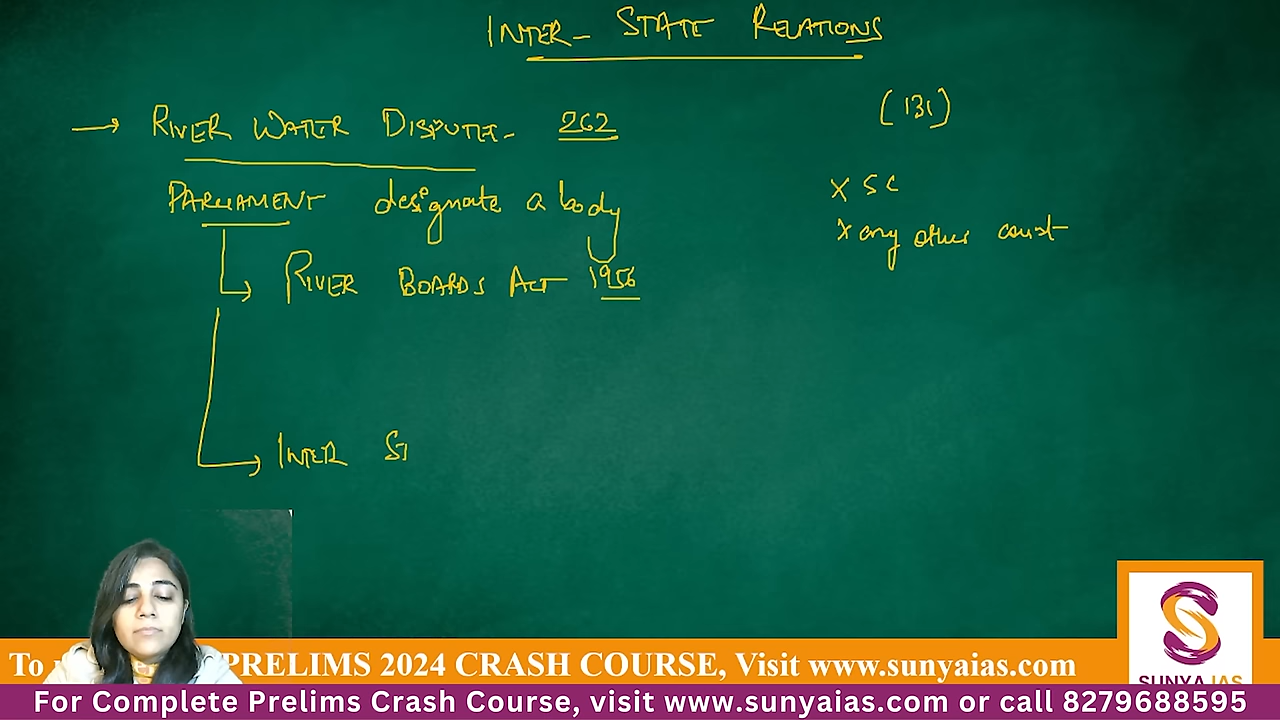 INTER- STATE RELATIONS
→ RIVER WATER DISPUTE- 262
(131)
PARLIAMENT designate a body
X SC
X any other court
RIVER BOARDS ACT 1956
INTER ST
To PRELIMS 2024 CRASH COURSE, Visit www.sunyaias.com
SUNYA IAS
For Complete Prelims Crash Course, visit www.sunyaias.com or call 8279688595